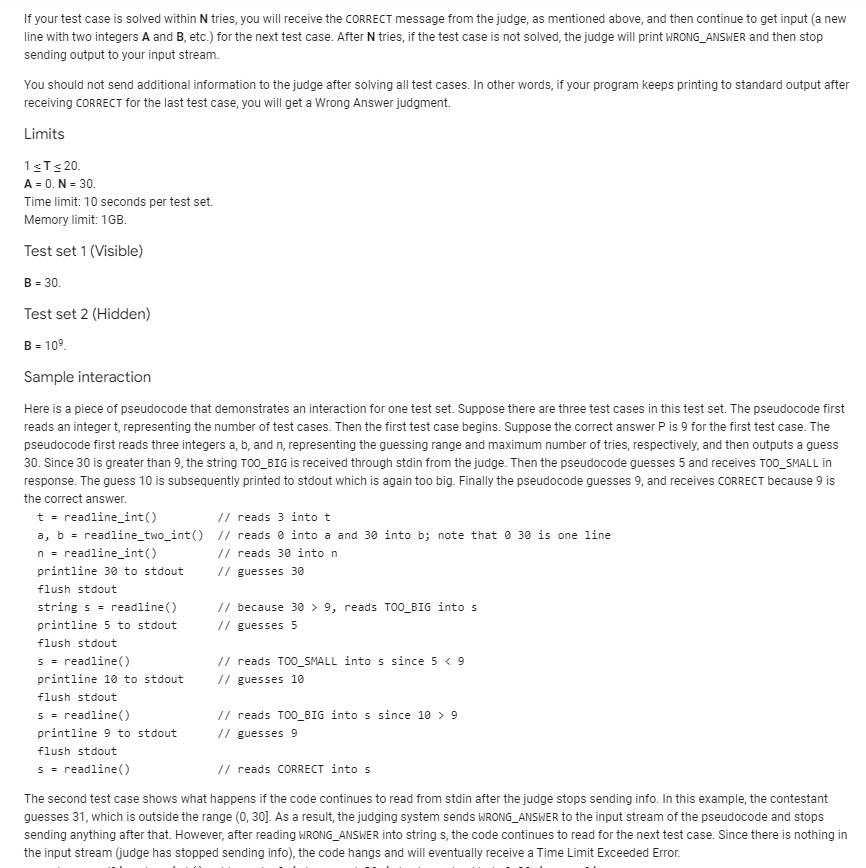 If your test case is solved within N tries, you will receive the CORRECT message from the judge, as mentioned above, and then continue to get input (a new
line with two integers A and B, etc.) for the next test case. After N tries, if the test case is not solved, the judge will print WRONG_ANSWER and then stop
sending output to your input stream.
You should not send additional information to the judge after solving all test cases. In other words, if your program keeps printing to standard output after
receiving CORRECT for the last test case, you will get a Wrong Answer judgment.
Limits
1 ≤ T ≤ 20.
A = 0. N = 30.
Time limit: 10 seconds per test set.
Memory limit: 1GB.
Test set 1 (Visible)
B = 30.
Test set 2 (Hidden)
B = 10⁹.
Sample interaction
Here is a piece of pseudocode that demonstrates an interaction for one test set. Suppose there are three test cases in this test set. The pseudocode first
reads an integer t, representing the number of test cases. Then the first test case begins. Suppose the correct answer P is 9 for the first test case. The
pseudocode first reads three integers a, b, and n, representing the guessing range and maximum number of tries, respectively, and then outputs a guess
30. Since 30 is greater than 9, the string TOO_BIG is received through stdin from the judge. Then the pseudocode guesses 5 and receives TOO_SMALL in
response. The guess 10 is subsequently printed to stdout which is again too big. Finally the pseudocode guesses 9, and receives CORRECT because 9 is
the correct answer.
t = readline_int() // reads 3 into t
a, b = readline_two_int() // reads 0 into a and 30 into b; note that 0 30 is one line
n = readline_int() // reads 30 into n
printline 30 to stdout // guesses 30
flush stdout
string s = readline() // because 30 > 9, reads TOO_BIG into s
printline 5 to stdout // guesses 5
flush stdout
s = readline() // reads TOO_SMALL into s since 5 < 9
printline 10 to stdout // guesses 10
flush stdout
s = readline() // reads TOO_BIG into s since 10 > 9
printline 9 to stdout // guesses 9
flush stdout
s = readline() // reads CORRECT into s
The second test case shows what happens if the code continues to read from stdin after the judge stops sending info. In this example, the contestant
guesses 31, which is outside the range (0, 30]. As a result, the judging system sends WRONG_ANSWER to the input stream of the pseudocode and stops
sending anything after that. However, after reading WRONG_ANSWER into string s, the code continues to read for the next test case. Since there is nothing in
the input stream (judge has stopped sending info), the code hangs and will eventually receive a Time Limit Exceeded Error.